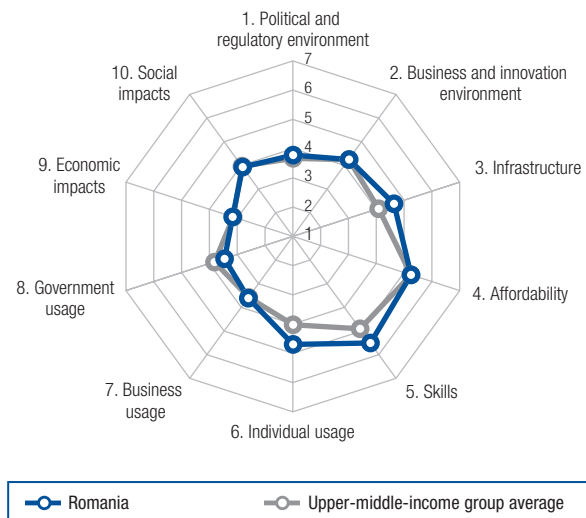 1. Political and
regulatory environment
10. Social
impacts
2. Business and innovation
environment
9. Economic
impacts
3. Infrastructure
8. Government
usage
4. Affordability
7. Business
usage
5. Skills
6. Individual usage
7
6
5
4
3
2
1
Romania
Upper-middle-income group average